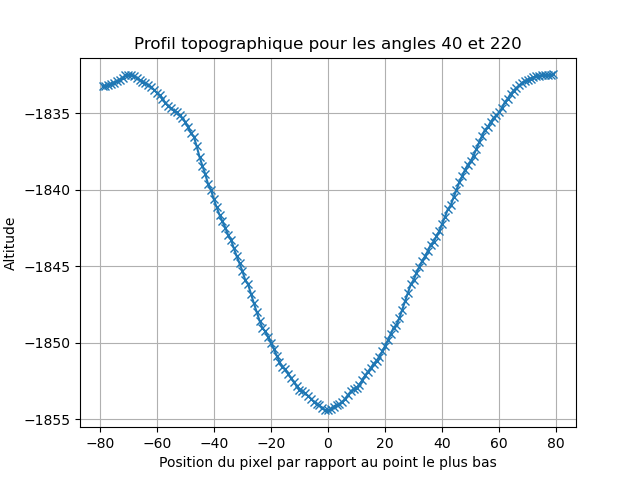 Profil topographique pour les angles 40 et 220
Altitude
−1835
−1840
−1845
−1850
−1855
−80 −60 −40 −20 0 20 40 60 80
Position du pixel par rapport au point le plus bas